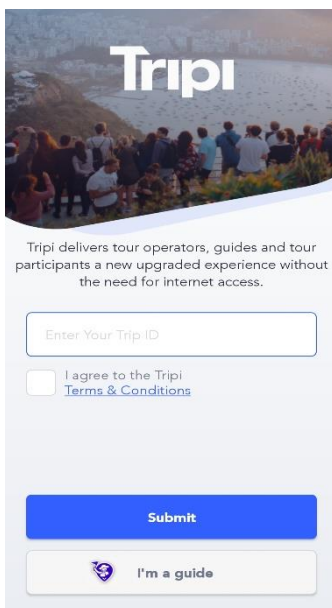 Tripi
Tripi delivers tour operators, guides and tour
participants a new upgraded experience without
the need for internet access.
Enter Your Trip ID
I agree to the Tripi
Terms & Conditions
Submit
I'm a guide